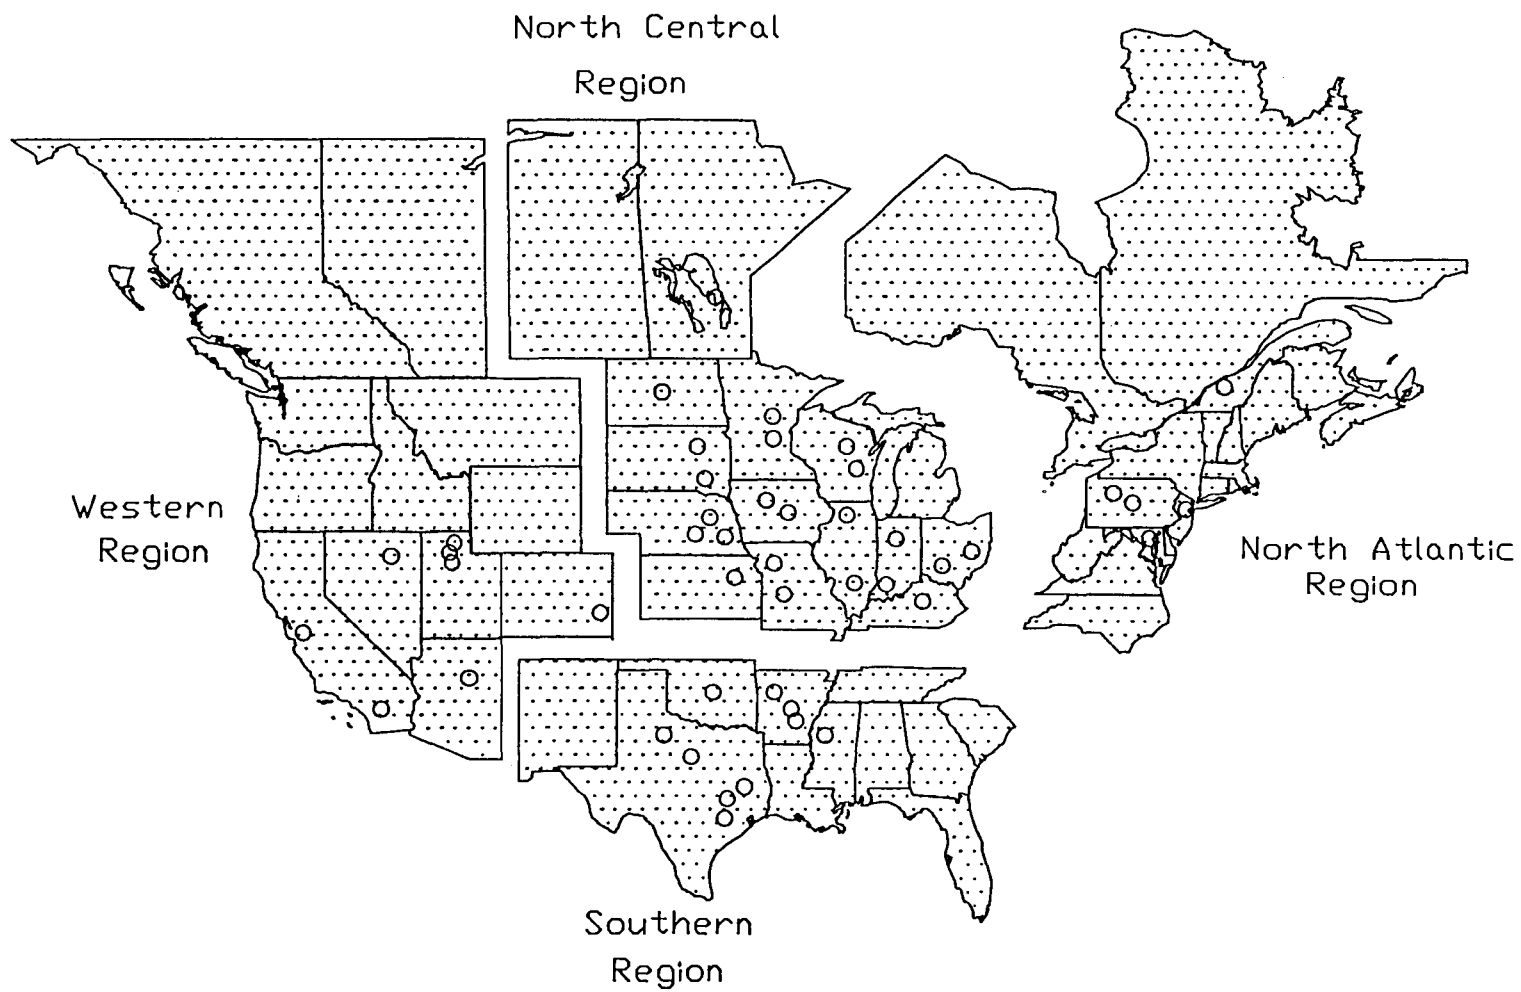 North Central
Region
Western
Region
North Atlantic
Region
Southern
Region